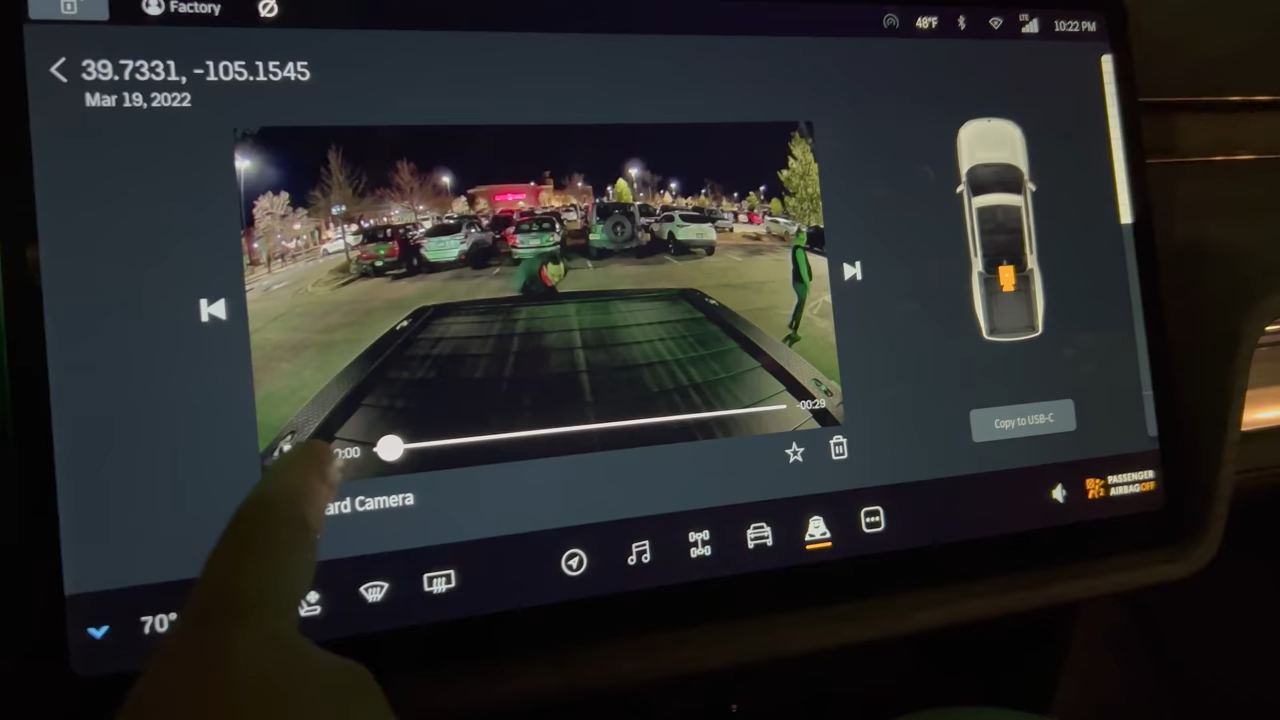 Factory
48°F
LTE
10:22 PM
39.7331, -105.1545
Mar 19, 2022
0:00
-00:29
Copy to USB-C
ard Camera
PASSENGER
AIRBAG OFF
70°